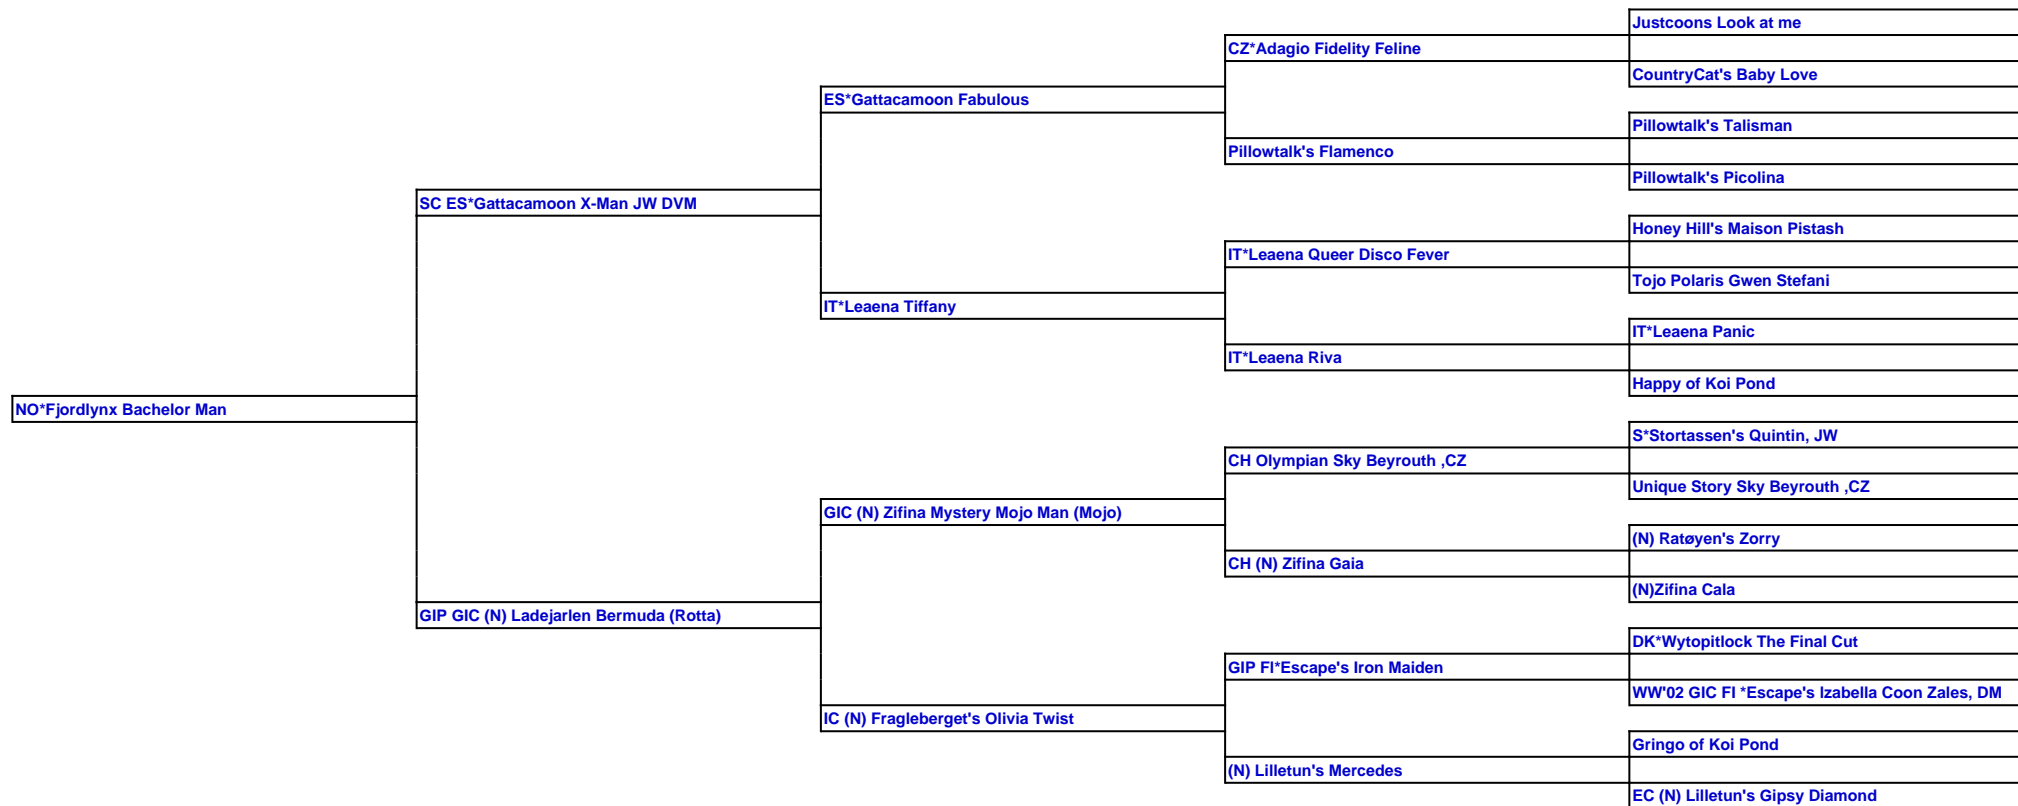 Justcoons Look at me
CZ*Adagio Fidelity Feline
CountryCat's Baby Love
ES*Gattacamoon Fabulous
Pillowtalk's Talisman
Pillowtalk's Flamenco
Pillowtalk's Picolina
SC ES*Gattacamoon X-Man JW DVM
Honey Hill's Maison Pistash
IT*Leaena Queer Disco Fever
Tojo Polaris Gwen Stefani
IT*Leaena Tiffany
IT*Leaena Panic
IT*Leaena Riva
Happy of Koi Pond
NO*Fjordlynx Bachelor Man
S*Stortassen's Quintin, JW
CH Olympian Sky Beyrouth ,CZ
Unique Story Sky Beyrouth ,CZ
GIC (N) Zifina Mystery Mojo Man (Mojo)
(N) Ratøyen's Zorry
CH (N) Zifina Gaia
(N)Zifina Cala
GIP GIC (N) Ladejarlen Bermuda (Rotta)
DK*Wytopitlock The Final Cut
GIP FI*Escape's Iron Maiden
WW'02 GIC FI *Escape's Izabella Coon Zales, DM
IC (N) Fragleberget's Olivia Twist
Gringo of Koi Pond
(N) Lilletun's Mercedes
EC (N) Lilletun's Gipsy Diamond